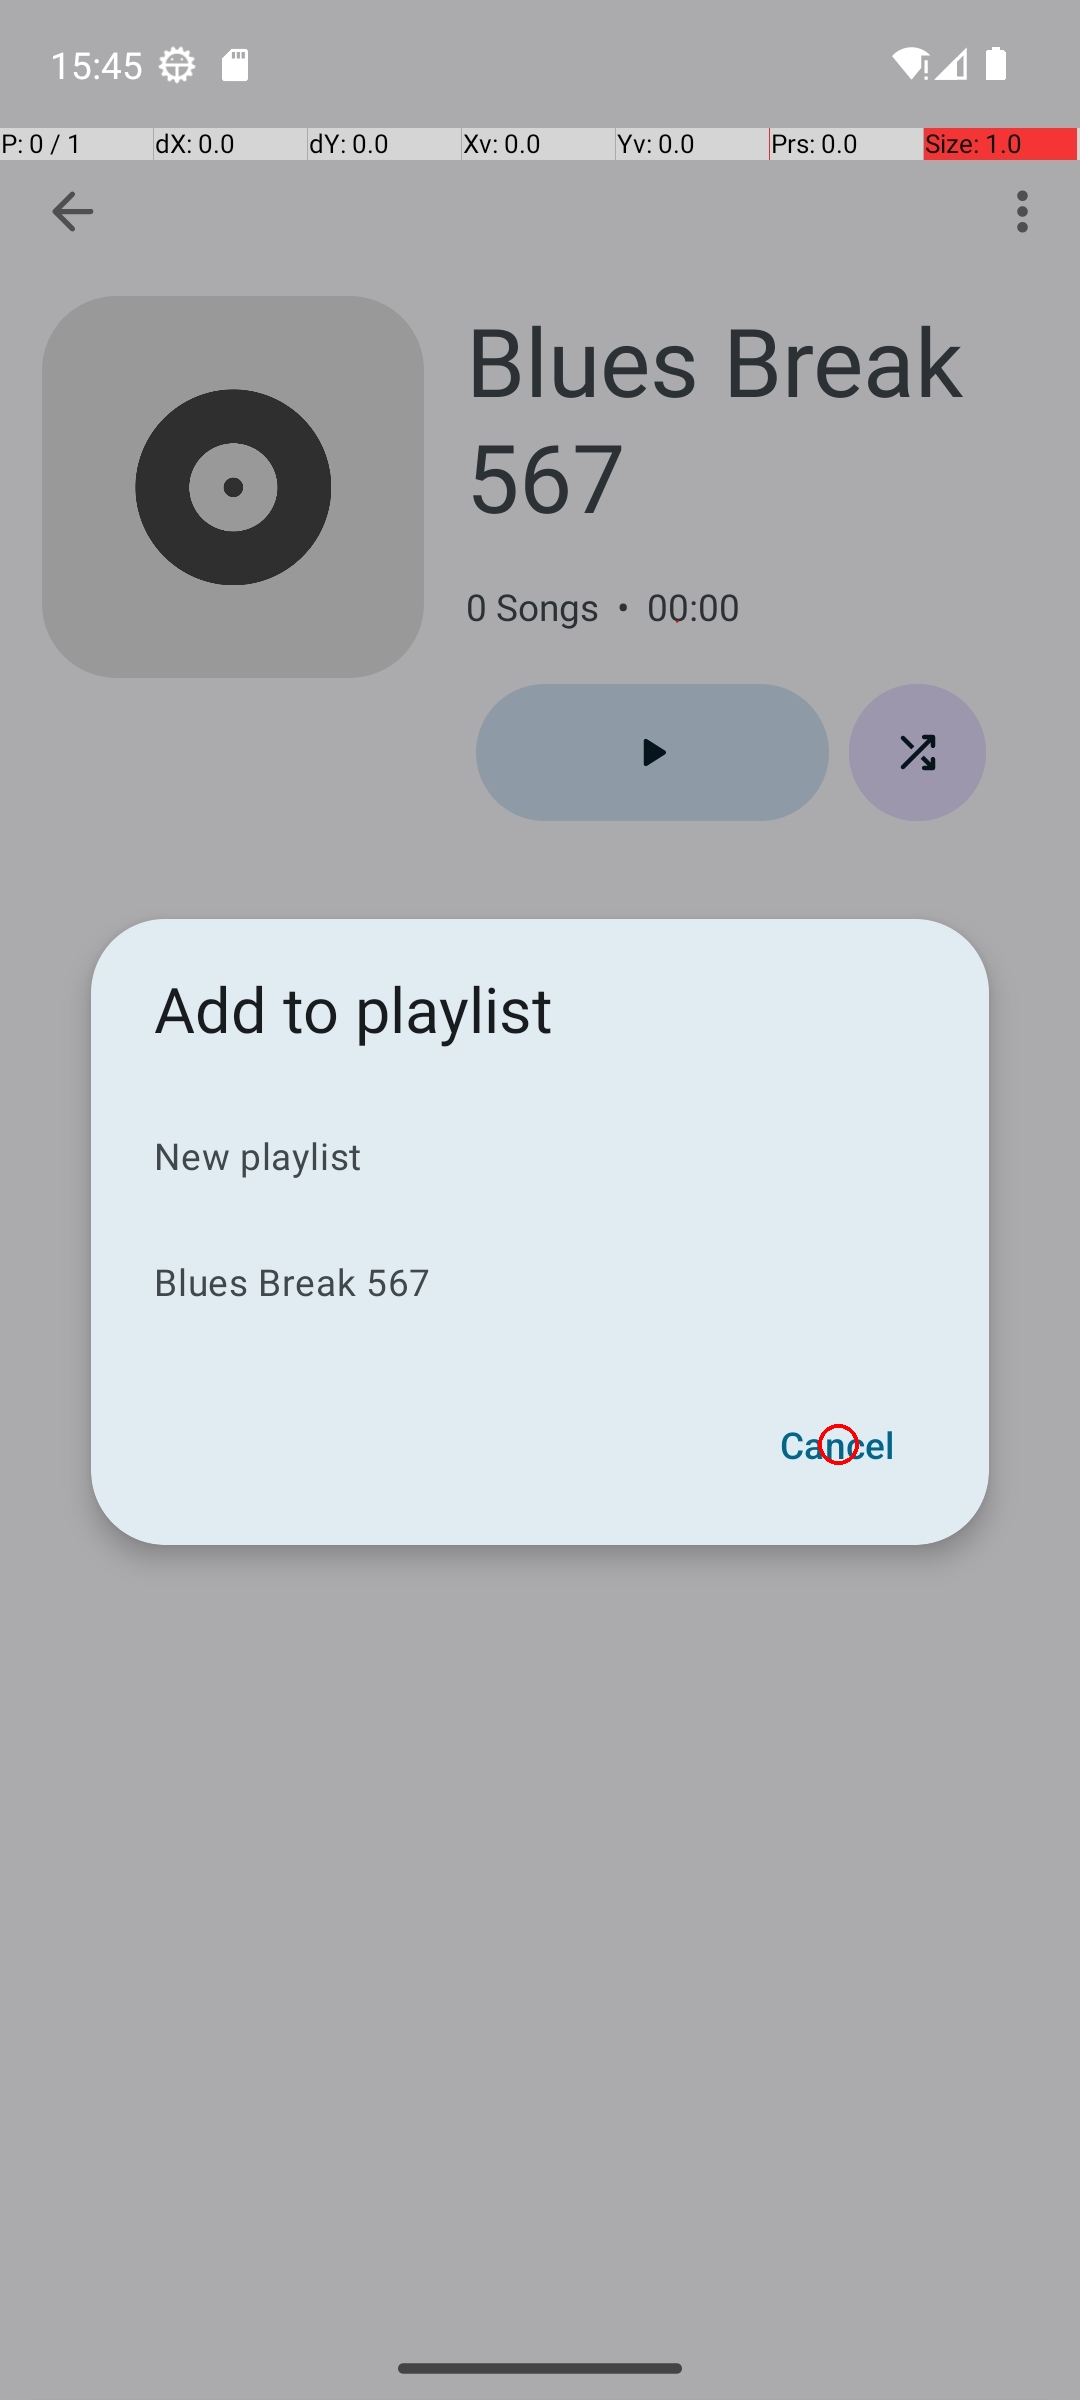 15:45
P: 0 / 1 dX: 0.0 dY: 0.0 Xv: 0.0 Yv: 0.0 Prs: 0.0 Size: 1.0
Blues Break
567
0 Songs • 00:00
Add to playlist
New playlist
Blues Break 567
Cancel